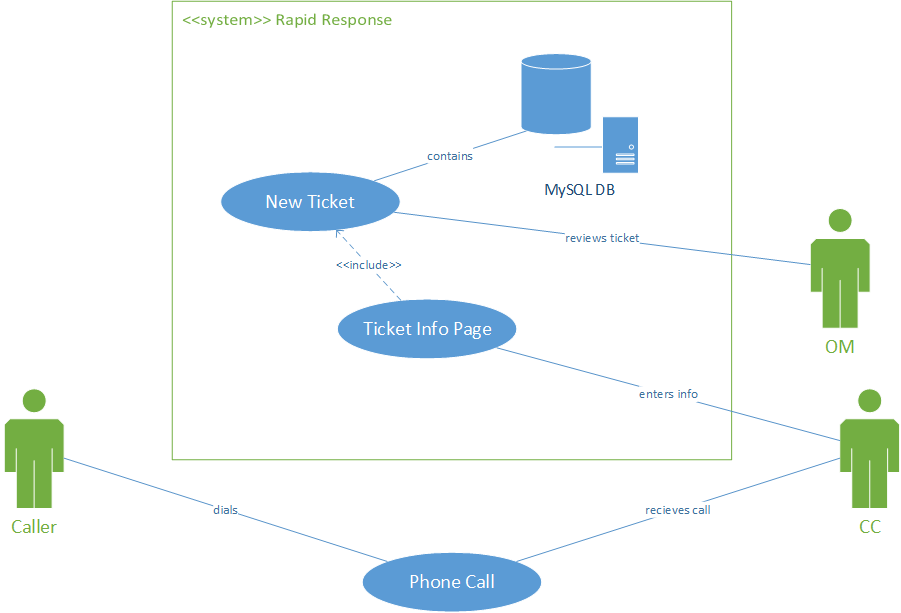 <<system>> Rapid Response
contains
MySQL DB
New Ticket
reviews ticket
<<include>>
Ticket Info Page
OM
enters info
dials
recieves call
Caller
CC
Phone Call